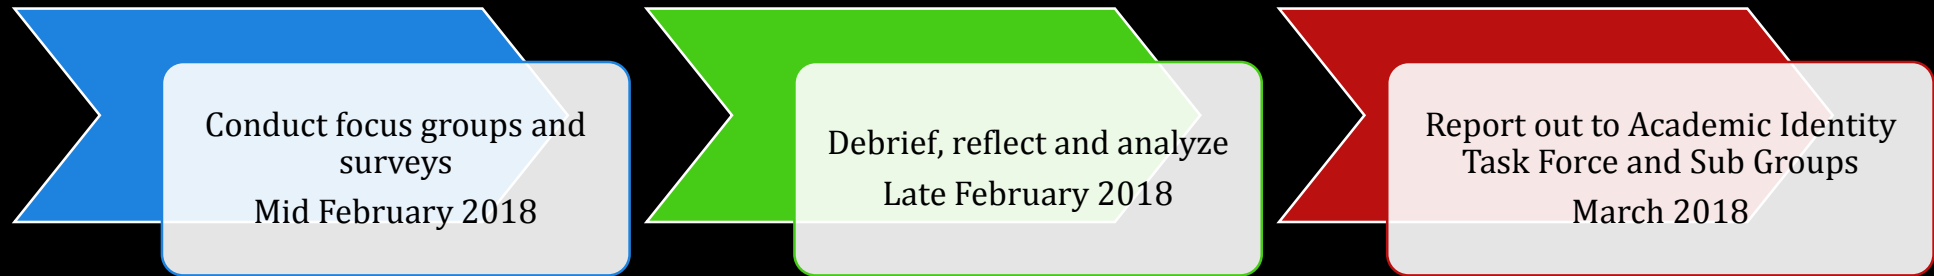 Conduct focus groups and
surveys
Mid February 2018
Debrief, reflect and analyze
Late February 2018
Report out to Academic Identity
Task Force and Sub Groups
March 2018